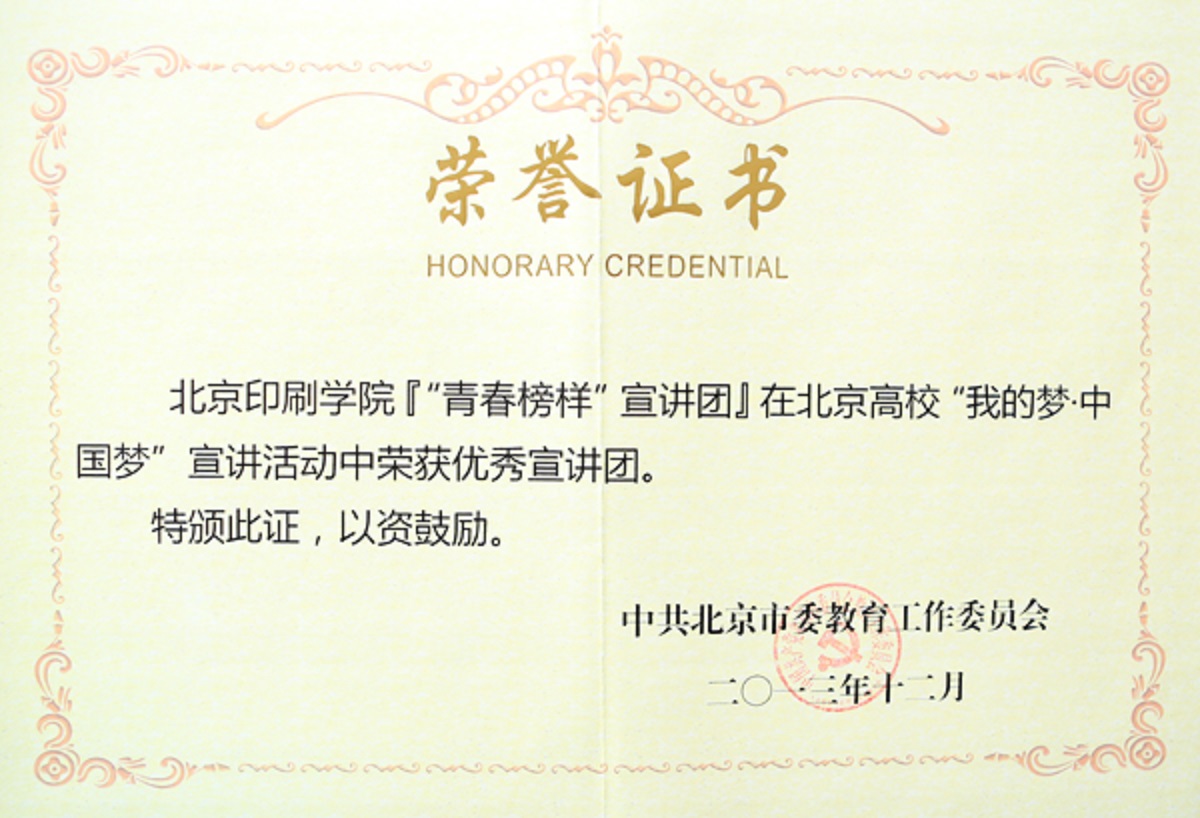 荣誉证书
HONORARY CREDENTIAL
北京印刷学院『“青春榜样”宣讲团』在北京高校“我的梦·中
国梦”宣讲活动中荣获优秀宣讲团。
特颁此证，以资鼓励。
中共北京市委教育工作委员会
二〇一三年十二月